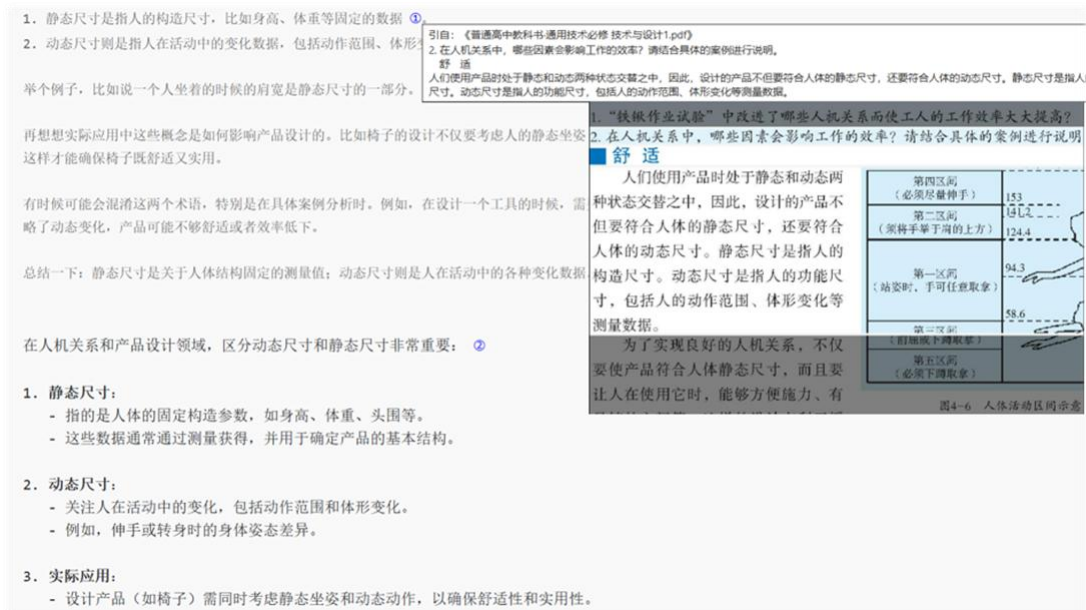 1. 静态尺寸是指人的构造尺寸，比如身高、体重等固定的数据 ①。
2. 动态尺寸则是指人在活动中的变化数据，包括动作范围、体形变
举个例子，比如说一个人坐着的时候的肩宽是静态尺寸的一部分。
再想想实际应用中这些概念是如何影响产品设计的。比如椅子的设计不仅要考虑人的静态坐姿
这样才能确保椅子既舒适又实用。
有时候可能会混淆这两个术语，特别是在具体案例分析时。例如，在设计一个工具的时候，需
略了动态变化，产品可能不够舒适或者效率低下。
总结一下：静态尺寸是关于人体结构固定的测量值；动态尺寸则是人在活动中的各种变化数据
在人机关系和产品设计领域，区分动态尺寸和静态尺寸非常重要： ②
1. 静态尺寸：
- 指的是人体的固定构造参数，如身高、体重、头围等。
- 这些数据通常通过测量获得，并用于确定产品的基本结构。
2. 动态尺寸：
- 关注人在活动中的变化，包括动作范围和体形变化。
- 例如，伸手或转身时的身体姿态差异。
3. 实际应用：
- 设计产品（如椅子）需同时考虑静态坐姿和动态动作，以确保舒适性和实用性。
引自：《普通高中教科书·通用技术必修 技术与设计1.pdf》
2. 在人机关系中，哪些因素会影响工作的效率？请结合具体的案例进行说明。
舒 适
人们使用产品时处于静态和动态两种状态交替之中，因此，设计的产品不但要符合人体的静态尺寸，还要符合人体的动态尺寸。静态尺寸是指人
尺寸。动态尺寸是指人的功能尺寸，包括人的动作范围、体形变化等测量数据。
1. “铁锹作业试验”中改进了哪些人机关系而使工人的工作效率大大提高？
2. 在人机关系中，哪些因素会影响工作的效率？请结合具体的案例进行说明
舒 适
人们使用产品时处于静态和动态两
种状态交替之中，因此，设计的产品不
但要符合人体的静态尺寸，还要符合
人体的动态尺寸。静态尺寸是指人的
构造尺寸。动态尺寸是指人的功能尺
寸，包括人的动作范围、体形变化等
测量数据。
为了实现良好的人机关系，不仅
要使产品符合人体静态尺寸，而且要
让人在使用它时，能够方便施力、有
第四区间
（必须尽量伸手）
第二区间
（须将手举于肩的上方）
第一区间
（站姿时，手可任意取拿）
第三区间
（前屈或下蹲取拿）
第五区间
（必须下蹲取拿）
153
141.2
124.4
94.3
58.6
图4-6 人体活动区间示意